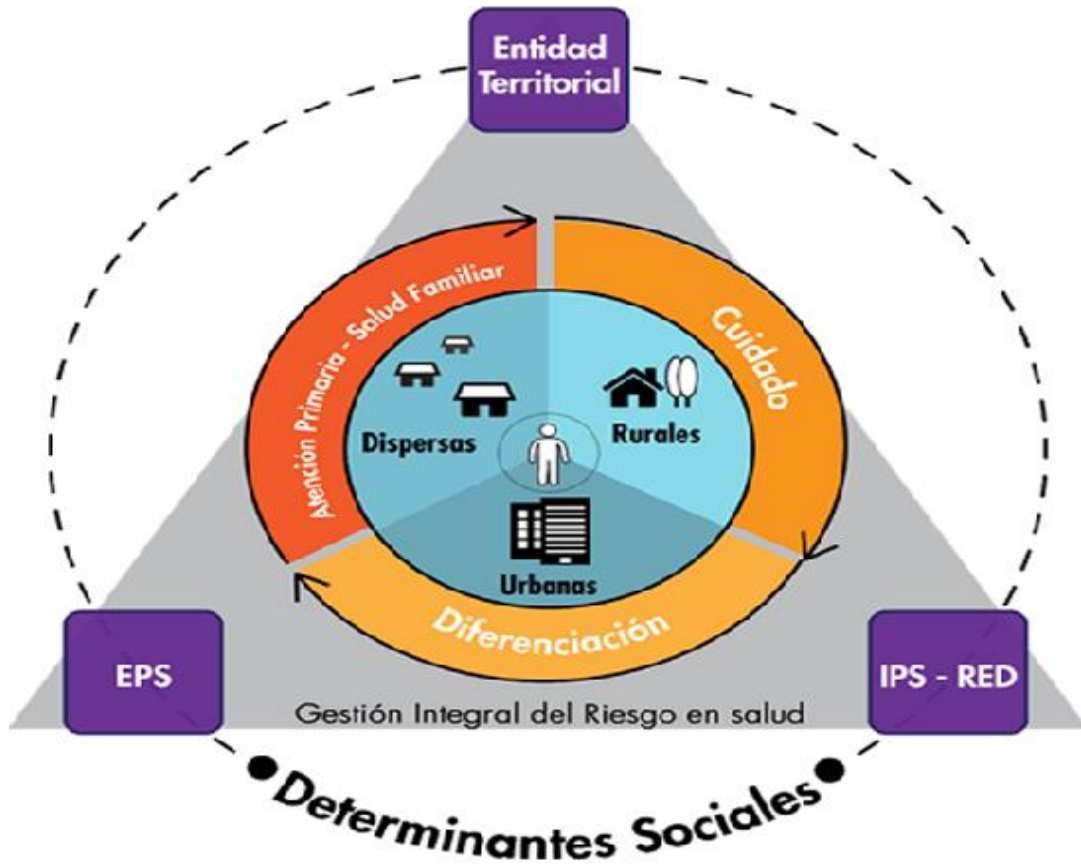 Entidad
Territorial
Atención Primaria - Salud Familiar
Cuidado
Dispersas
Rurales
Urbanas
Diferenciación
EPS
IPS - RED
Gestión Integral del Riesgo en salud
Determinantes Sociales